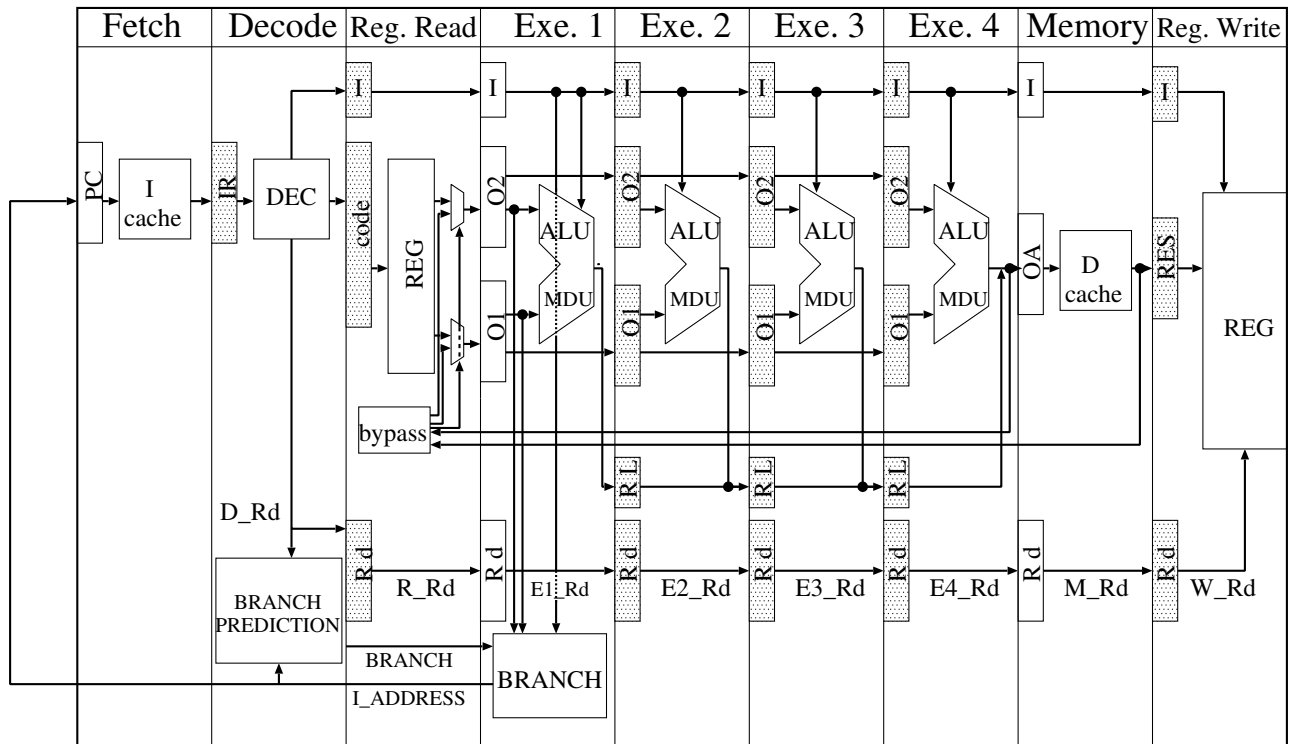 Fetch
Decode
Reg. Read
Exe. 1
Exe. 2
Exe. 3
Exe. 4
Memory
Reg. Write
I
I
I
I
I
I
I
PC
I
cache
IR
DEC
code
REG
O2
O1
ALU
MDU
O2
O1
ALU
MDU
O2
O1
ALU
MDU
O2
O1
ALU
MDU
OA
D
cache
RES
REG
bypass
RL
RL
RL
D_Rd
Rd
R_Rd
Rd
E1_Rd
Rd
E2_Rd
Rd
E3_Rd
Rd
E4_Rd
Rd
M_Rd
Rd
W_Rd
BRANCH
PREDICTION
BRANCH
I_ADDRESS
BRANCH